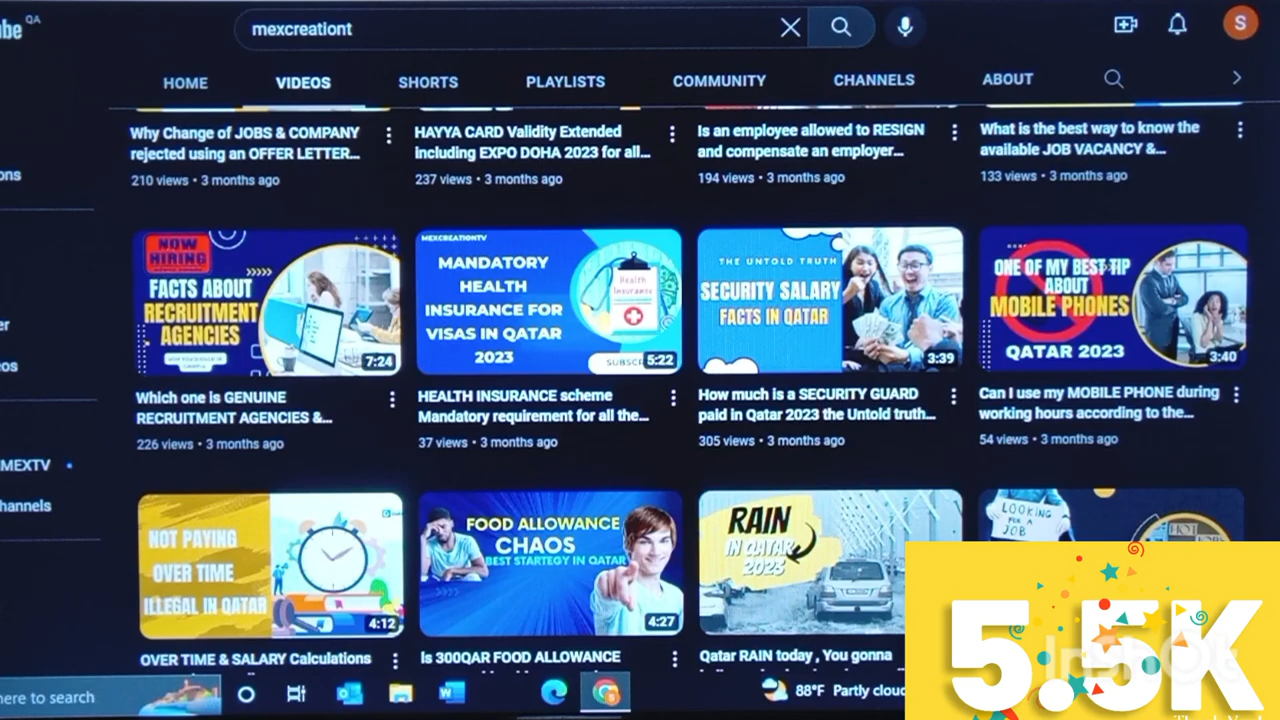 be QA
mexcreationt
S
HOME VIDEOS SHORTS PLAYLISTS COMMUNITY CHANNELS ABOUT
Why Change of JOBS & COMPANY
rejected using an OFFER LETTER...
210 views • 3 months ago
HAYYA CARD Validity Extended
including EXPO DOHA 2023 for all...
237 views • 3 months ago
Is an employee allowed to RESIGN
and compensate an employer...
194 views • 3 months ago
What is the best way to know the
available JOB VACANCY &...
133 views • 3 months ago
ons
er
eos
MEXTV
hannels
NOW
HIRING
FACTS ABOUT
RECRUITMENT
AGENCIES
7:24
Which one is GENUINE
RECRUITMENT AGENCIES &...
226 views • 3 months ago
MEXCREATIONTV
MANDATORY
HEALTH
INSURANCE FOR
VISAS IN QATAR
2023
Health
Insurance
SUBSCR
5:22
HEALTH INSURANCE scheme
Mandatory requirement for all the...
37 views • 3 months ago
THE UNTOLD TRUTH
SECURITY SALARY
FACTS IN QATAR
3:39
How much is a SECURITY GUARD
paid in Qatar 2023 the Untold truth...
305 views • 3 months ago
ONE OF MY BEST TIP
ABOUT
MOBILE PHONES
QATAR 2023
3:40
Can I use my MOBILE PHONE during
working hours according to the...
54 views • 3 months ago
NOT PAYING
OVER TIME
ILLEGAL IN QATAR
4:12
OVER TIME & SALARY Calculations
FOOD ALLOWANCE
CHAOS
BEST STARTEGY IN QATAR
4:27
Is 300QAR FOOD ALLOWANCE
RAIN
IN QATAR
2023
Qatar RAIN today , You gonna
LOOKING
FOR A
JOB
HOT
JOB
5.5K
InShOt
here to search
88°F Partly cloud